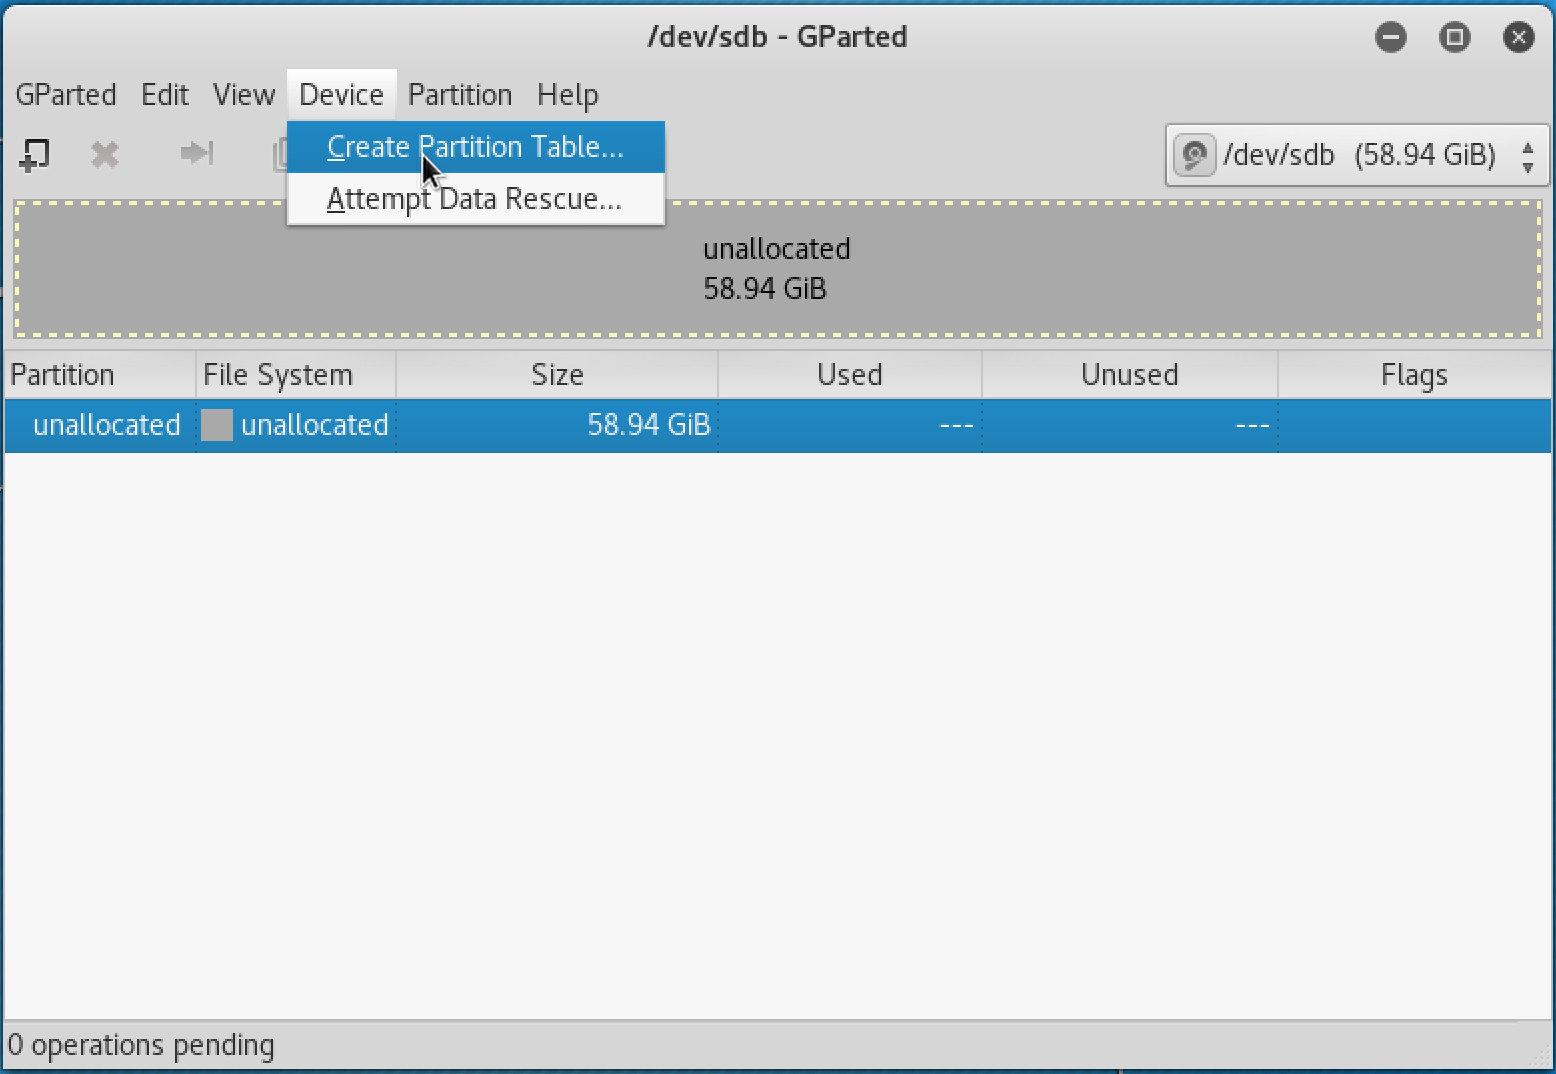 /dev/sdb - GParted
GParted Edit View Device Partition Help
Create Partition Table...
/dev/sdb (58.94 GiB)
Attempt Data Rescue...
unallocated
58.94 GiB
Partition File System Size Used Unused Flags
unallocated unallocated 58.94 GiB --- ---
0 operations pending